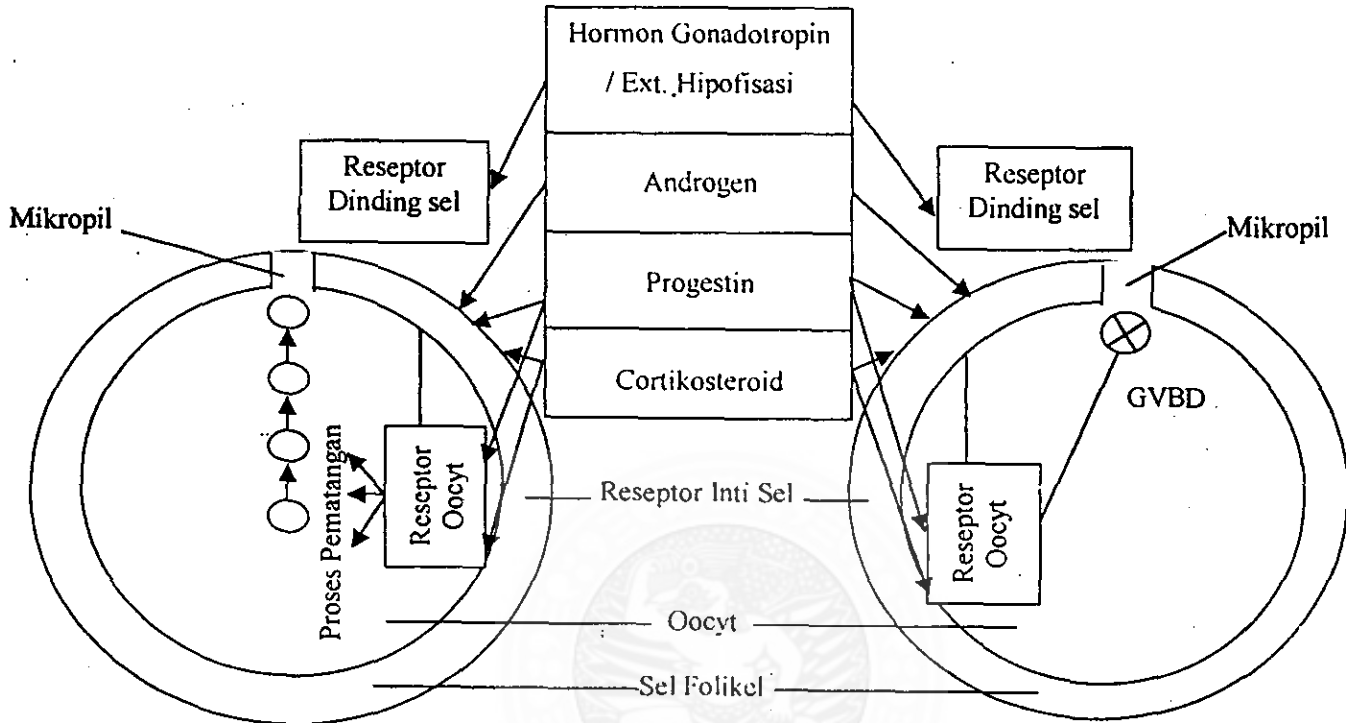 Hormon Gonadotropin
/ Ext. Hipofisasi
Reseptor
Dinding sel
Androgen
Reseptor
Dinding sel
Mikropil
Mikropil
Progestin
Cortikosteroid
GVBD
Proses Pematangan
Reseptor
Oocyt
Reseptor Inti Sel
Reseptor
Oocyt
Oocyt
Sel Folikel